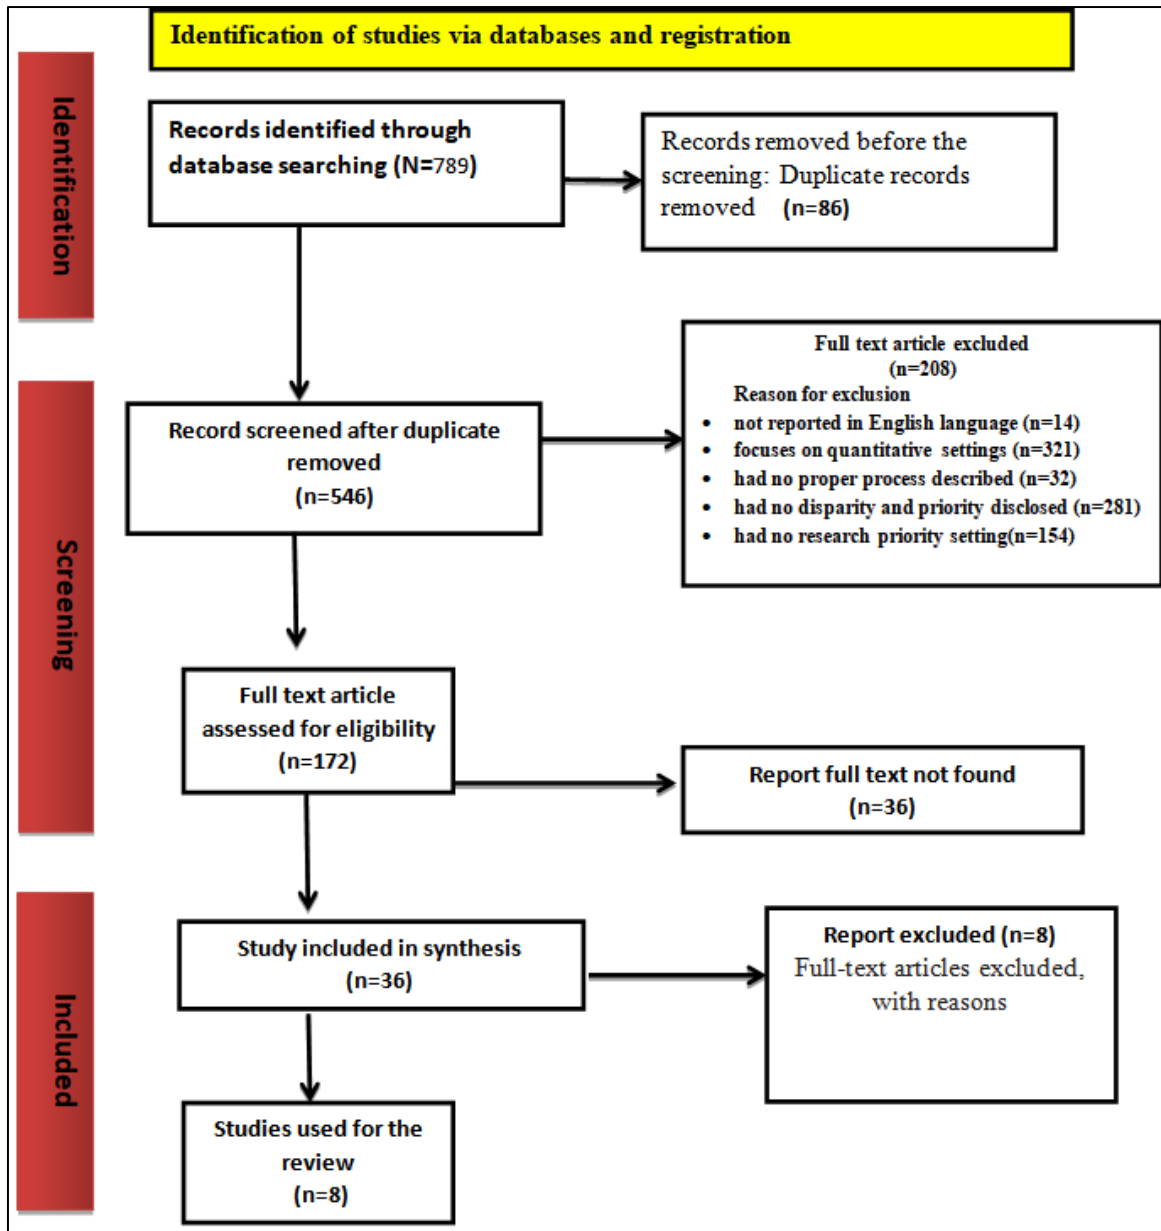 Identification of studies via databases and registration
Identification
Records identified through
database searching (N=789)
Records removed before the
screening: Duplicate records
removed (n=86)
Screening
Record screened after duplicate
removed
(n=546)
Full text article excluded
(n=208)
Reason for exclusion
• not reported in English language (n=14)
• focuses on quantitative settings (n=321)
• had no proper process described (n=32)
• had no disparity and priority disclosed (n=281)
• had no research priority setting(n=154)
Full text article
assessed for eligibility
(n=172)
Report full text not found
(n=36)
Included
Study included in synthesis
(n=36)
Report excluded (n=8)
Full-text articles excluded,
with reasons
Studies used for the
review
(n=8)